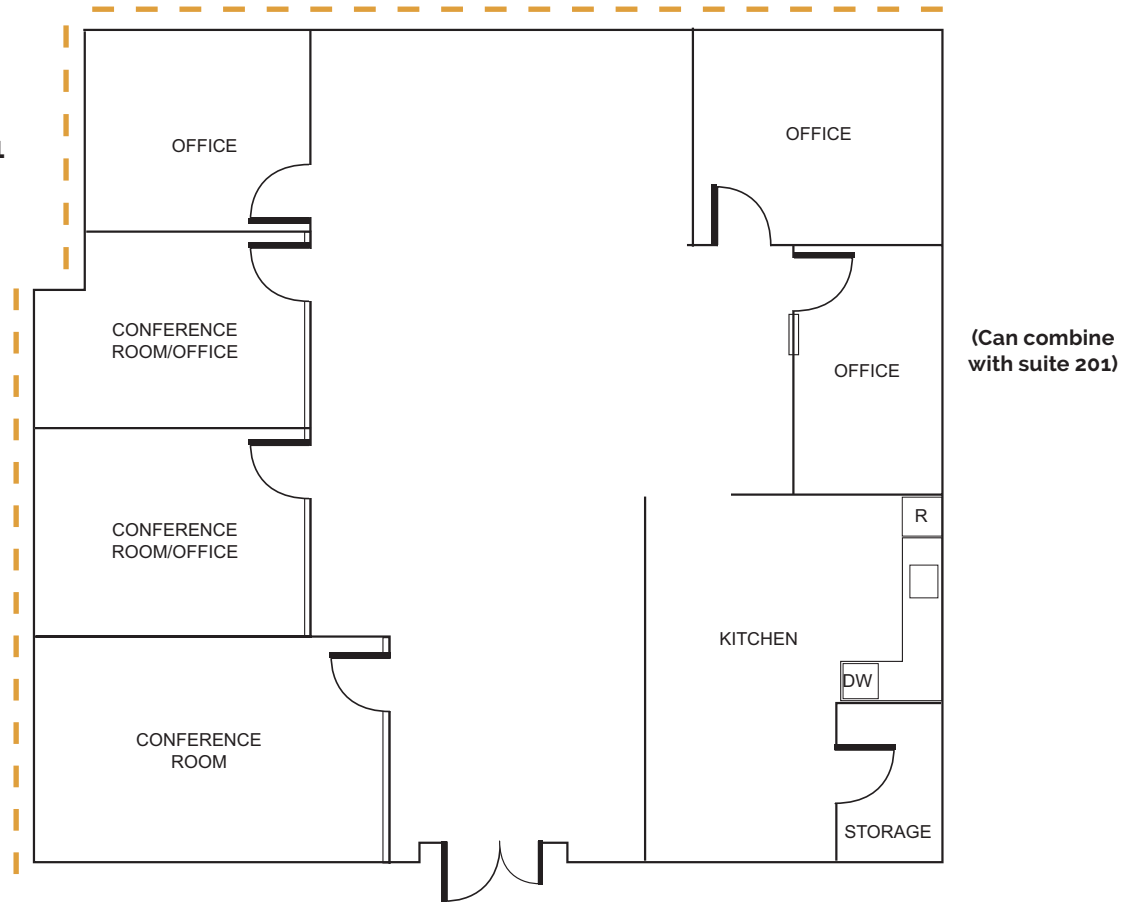 OFFICE
OFFICE
CONFERENCE
ROOM/OFFICE
(Can combine
with suite 201)
OFFICE
R
CONFERENCE
ROOM/OFFICE
KITCHEN
DW
CONFERENCE
ROOM
STORAGE